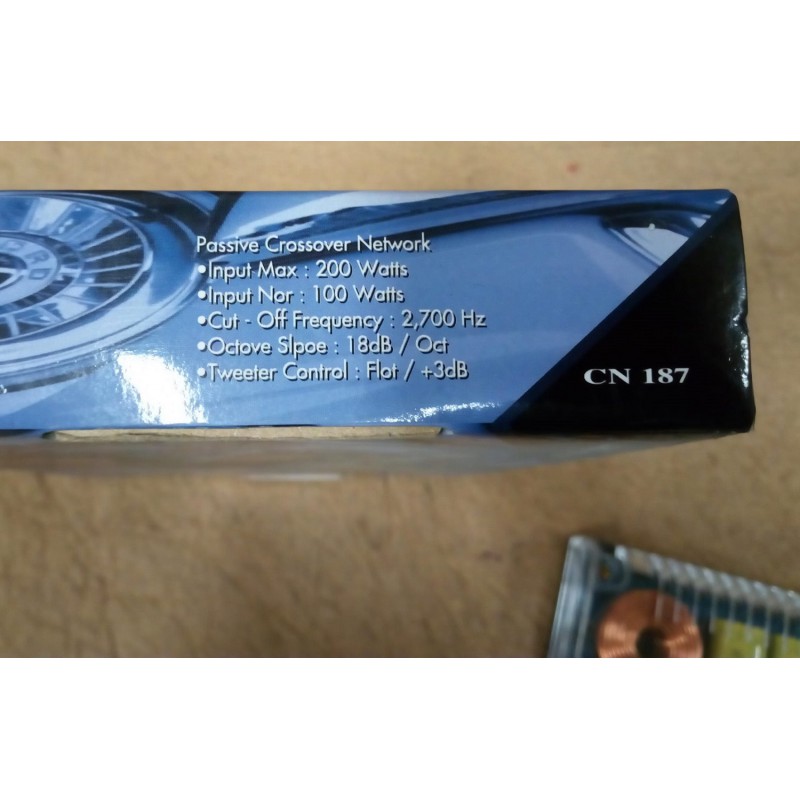 Passive Crossover Network
•Input Max : 200 Watts
•Input Nor : 100 Watts
•Cut - Off Frequency : 2,700 Hz
•Octove Slpoe : 18dB / Oct
•Tweeter Control : Flot / +3dB
CN 187